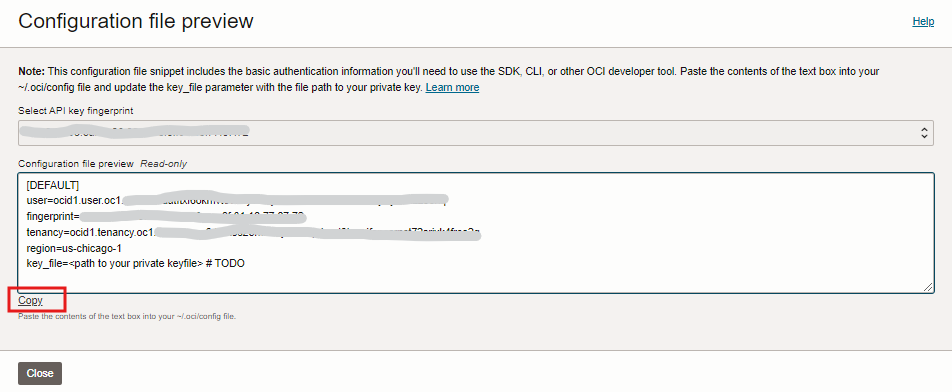 Configuration file preview
Help
Note: This configuration file snippet includes the basic authentication information you'll need to use the SDK, CLI, or other OCI developer tool. Paste the contents of the text box into your
~/.oci/config file and update the key_file parameter with the file path to your private key. Learn more
Select API key fingerprint
Configuration file preview Read-only
[DEFAULT]
user=ocid1.user.oc1.
fingerprint=
tenancy=ocid1.tenancy.oc1.
region=us-chicago-1
key_file=<path to your private keyfile> # TODO
Copy
Paste the contents of the text box into your ~/.oci/config file.
Close